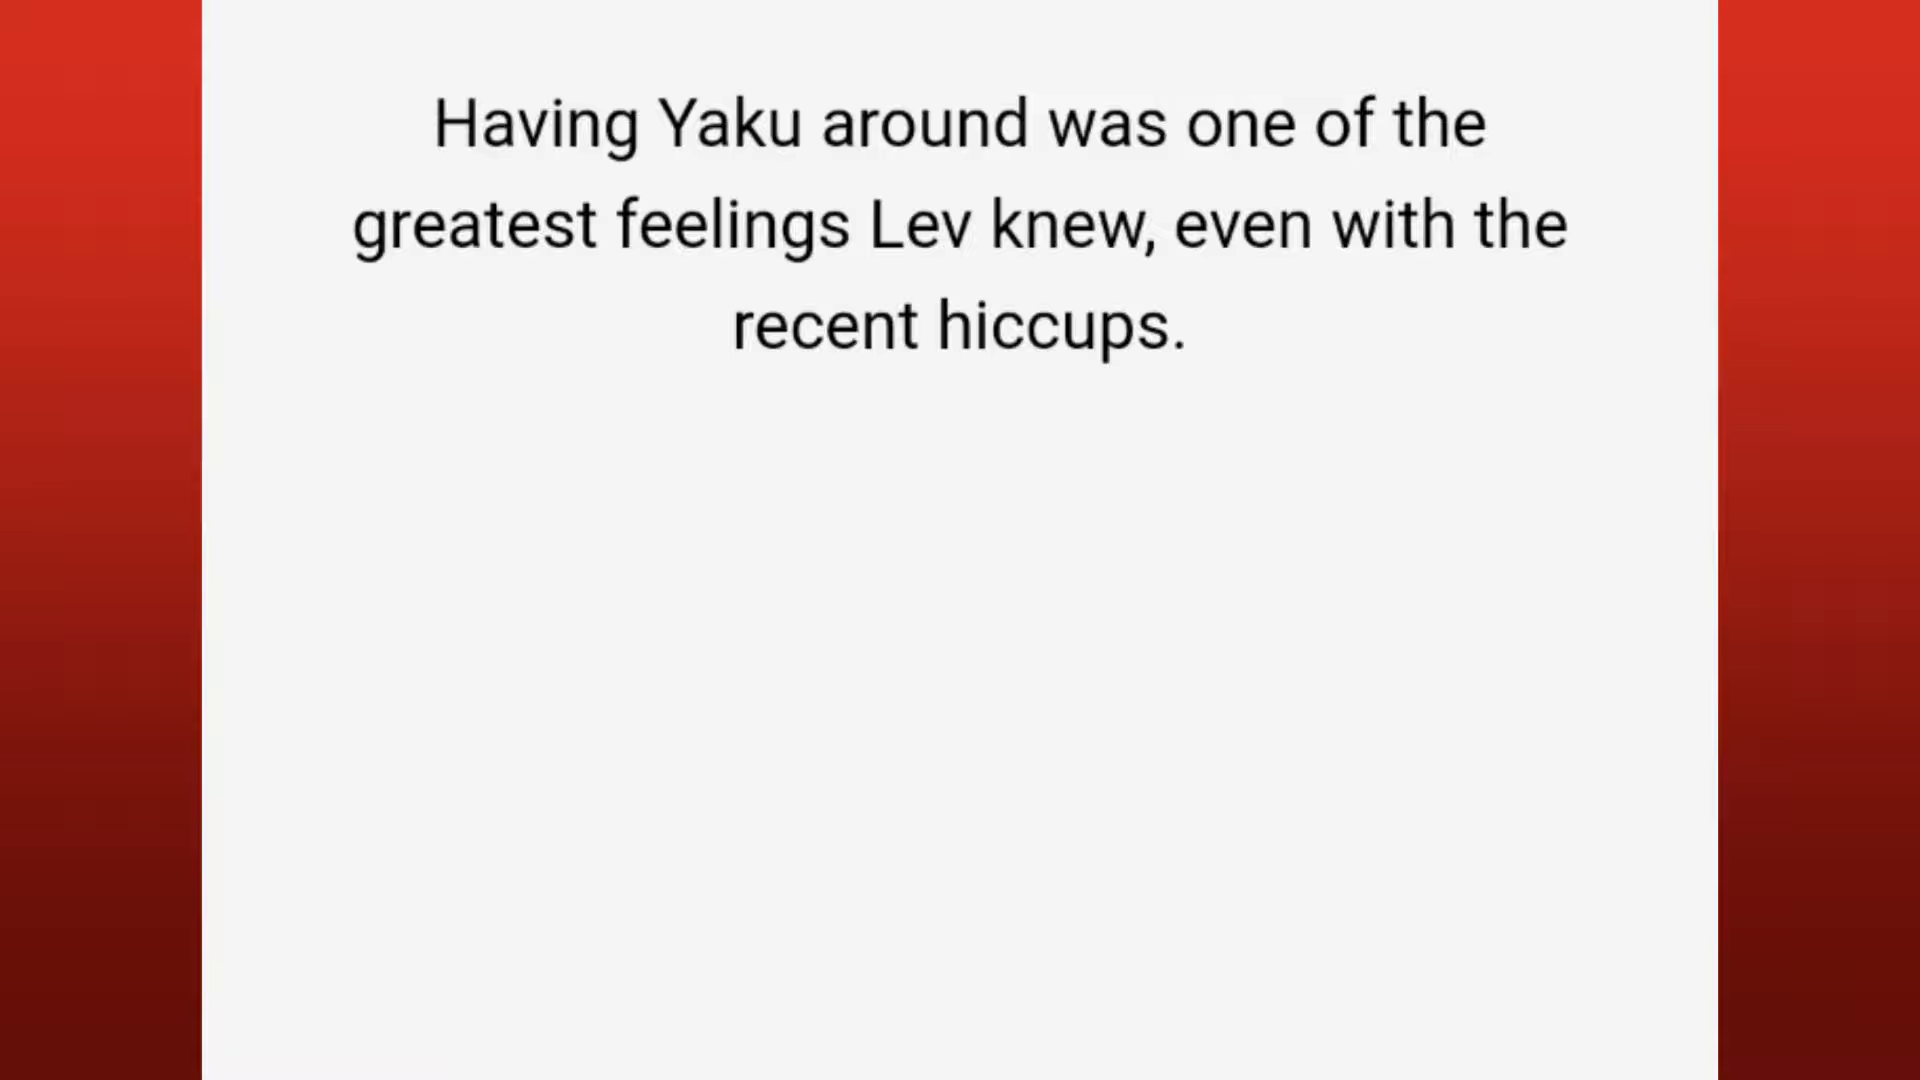 Having Yaku around was one of the
greatest feelings Lev knew, even with the
recent hiccups.